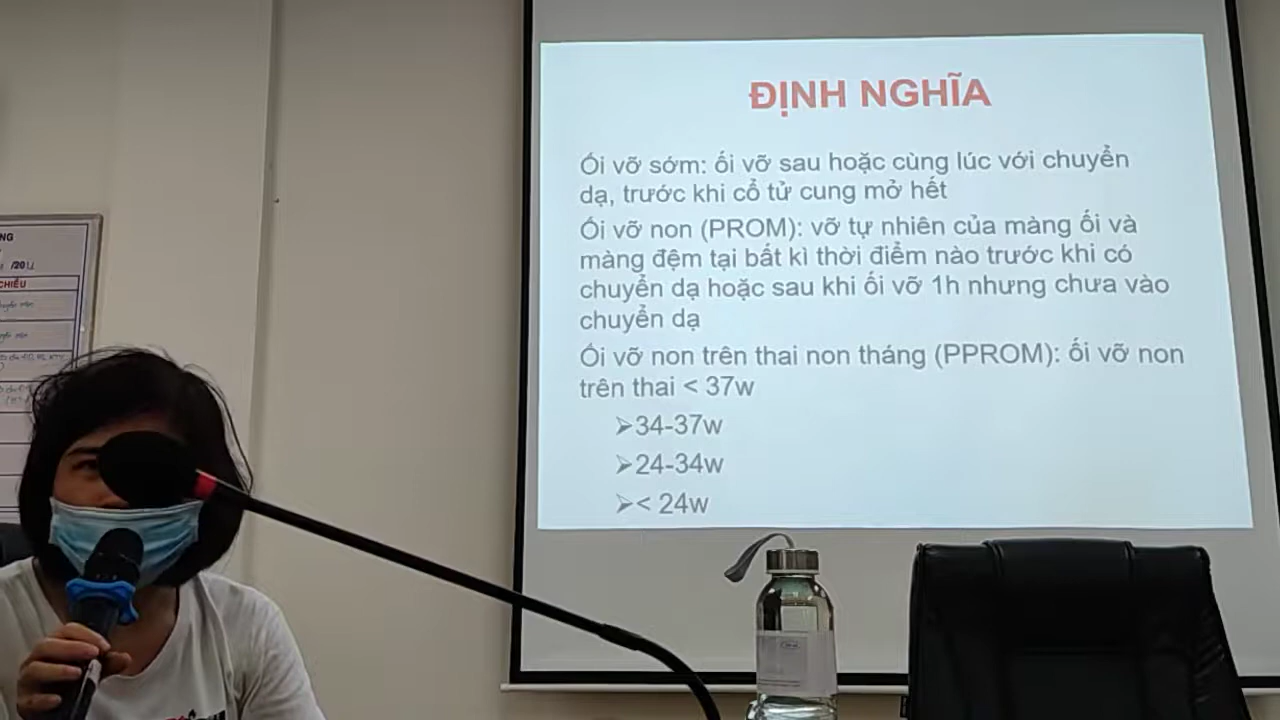 ĐỊNH NGHĨA
Ối vỡ sớm: ối vỡ sau hoặc cùng lúc với chuyển
dạ, trước khi cổ tử cung mở hết
Ối vỡ non (PROM): vỡ tự nhiên của màng ối và
màng đệm tại bất kì thời điểm nào trước khi có
chuyển dạ hoặc sau khi ối vỡ 1h nhưng chưa vào
chuyển dạ
Ối vỡ non trên thai non tháng (PPROM): ối vỡ non
trên thai < 37w
➢34-37w
➢24-34w
➢< 24w
NG
/20
CHIỀU